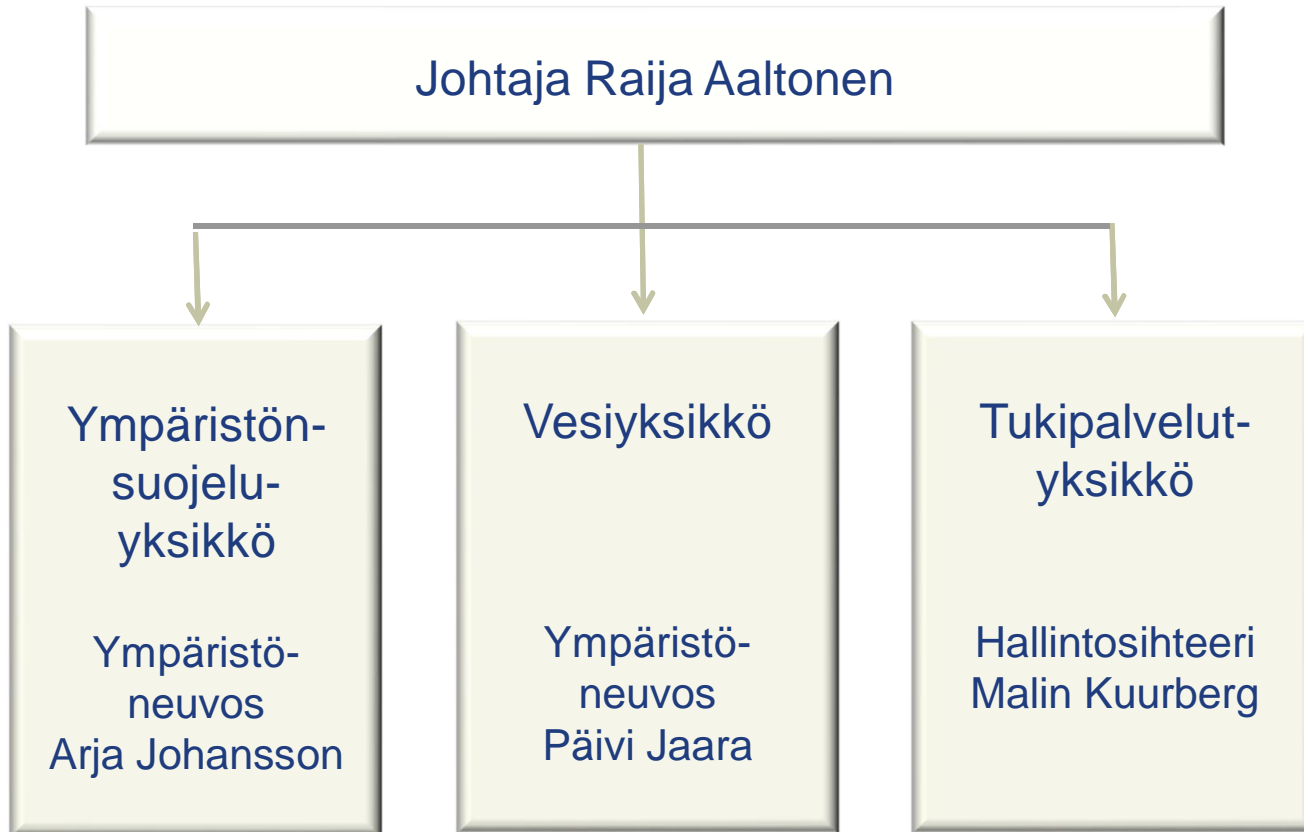 Johtaja Raija Aaltonen
Ympäristön-
suojelu-
yksikkö
Ympäristö-
neuvos
Arja Johansson
Vesiyksikkö
Ympäristö-
neuvos
Päivi Jaara
Tukipalvelut-
yksikkö
Hallintosihteeri
Malin Kuurberg